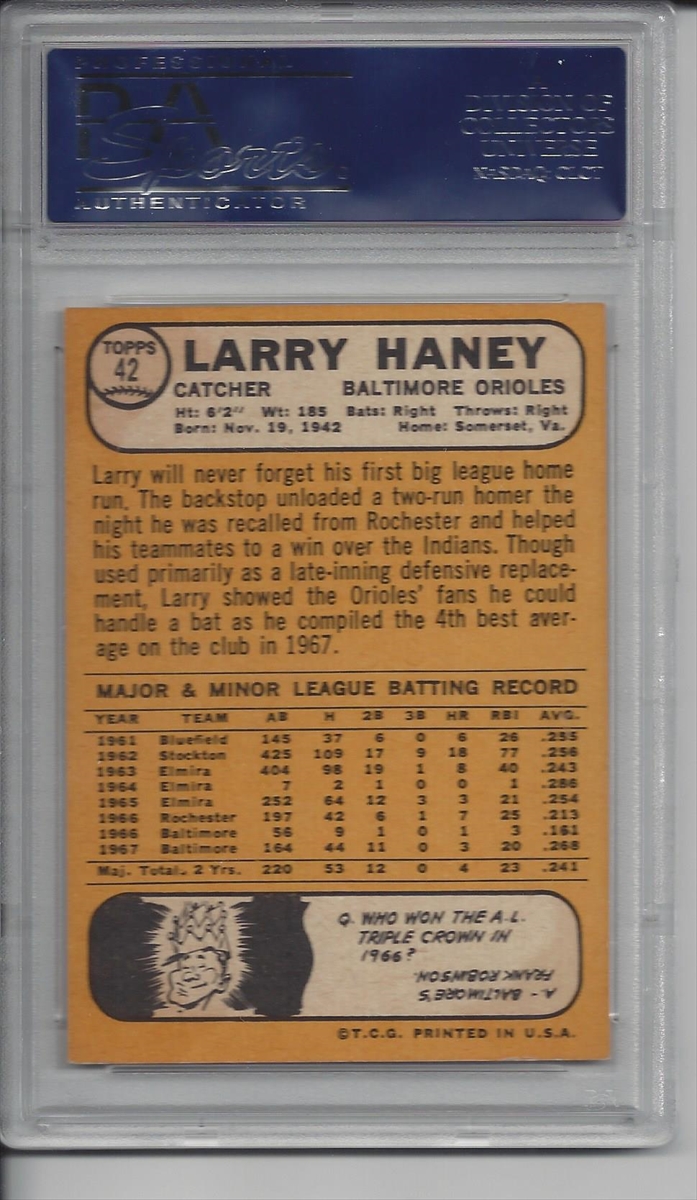 PROFESSIONAL
PSA
Sports
AUTHENTICATOR
A
DIVISION OF
COLLECTORS
UNIVERSE
NASDAQ: CLCT
TOPPS
42
LARRY HANEY
CATCHER BALTIMORE ORIOLES
Ht: 6'2" Wt: 185 Bats: Right Throws: Right
Born: Nov. 19, 1942 Home: Somerset, Va.
Larry will never forget his first big league home
run. The backstop unloaded a two-run homer the
night he was recalled from Rochester and helped
his teammates to a win over the Indians. Though
used primarily as a late-inning defensive replace-
ment, Larry showed the Orioles' fans he could
handle a bat as he compiled the 4th best aver-
age on the club in 1967.
MAJOR & MINOR LEAGUE BATTING RECORD
YEAR TEAM AB H 2B 3B HR RBI AVG.
1961 Bluefield 145 37 6 0 6 26 .255
1962 Stockton 425 109 17 9 18 77 .256
1963 Elmira 404 98 19 1 8 40 .243
1964 Elmira 7 2 1 0 0 1 .286
1965 Elmira 252 64 12 3 3 21 .254
1966 Rochester 197 42 6 1 7 25 .213
1966 Baltimore 56 9 1 0 1 3 .161
1967 Baltimore 164 44 11 0 3 20 .268
Maj. Total. 2 Yrs. 220 53 12 0 4 23 .241
Q. WHO WON THE A.L.
TRIPLE CROWN IN
1966?
A.- BALTIMORE'S
FRANK ROBINSON.
©T.C.G. PRINTED IN U.S.A.